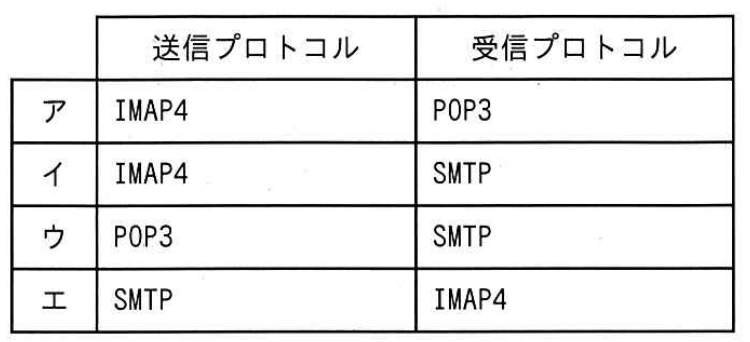 送信プロトコル 受信プロトコル
ア IMAP4 POP3
イ IMAP4 SMTP
ウ POP3 SMTP
エ SMTP IMAP4